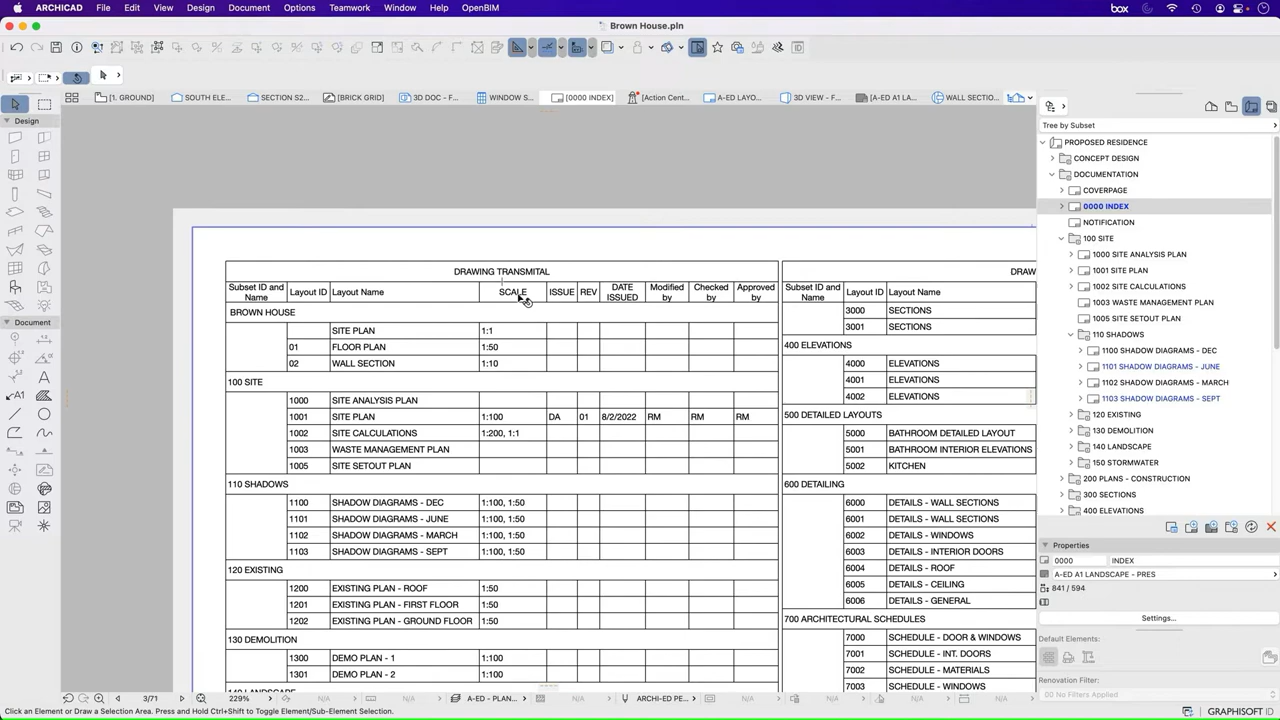 ARCHICAD File Edit View Design Document Options Teamwork Window Help OpenBIM box
Brown House.pln
[1. GROUND] SOUTH ELE... SECTION S2... [BRICK GRID] 3D DOC - F... WINDOW S... [0000 INDEX] [Action Cent... A-ED LAYO... 3D VIEW - F... [A-ED A1 LA... WALL SECTIO...
Design
Document
Tree by Subset
PROPOSED RESIDENCE
CONCEPT DESIGN
DOCUMENTATION
COVERPAGE
0000 INDEX
NOTIFICATION
100 SITE
1000 SITE ANALYSIS PLAN
1001 SITE PLAN
1002 SITE CALCULATIONS
1003 WASTE MANAGEMENT PLAN
1005 SITE SETOUT PLAN
110 SHADOWS
1100 SHADOW DIAGRAMS - DEC
1101 SHADOW DIAGRAMS - JUNE
1102 SHADOW DIAGRAMS - MARCH
1103 SHADOW DIAGRAMS - SEPT
120 EXISTING
130 DEMOLITION
140 LANDSCAPE
150 STORMWATER
200 PLANS - CONSTRUCTION
300 SECTIONS
400 ELEVATIONS
Properties
0000 INDEX
A-ED A1 LANDSCAPE - PRES
841 / 594
Settings...
Default Elements:
Renovation Filter:
00 No Filters Applied
DRAWING TRANSMITAL
Subset ID and Name Layout ID Layout Name SCALE ISSUE REV DATE ISSUED Modified by Checked by Approved by
BROWN HOUSE
SITE PLAN 1:1
01 FLOOR PLAN 1:50
02 WALL SECTION 1:10
100 SITE
1000 SITE ANALYSIS PLAN
1001 SITE PLAN 1:100 DA 01 8/2/2022 RM RM RM
1002 SITE CALCULATIONS 1:200, 1:1
1003 WASTE MANAGEMENT PLAN
1005 SITE SETOUT PLAN
110 SHADOWS
1100 SHADOW DIAGRAMS - DEC 1:100, 1:50
1101 SHADOW DIAGRAMS - JUNE 1:100, 1:50
1102 SHADOW DIAGRAMS - MARCH 1:100, 1:50
1103 SHADOW DIAGRAMS - SEPT 1:100, 1:50
120 EXISTING
1200 EXISTING PLAN - ROOF 1:50
1201 EXISTING PLAN - FIRST FLOOR 1:50
1202 EXISTING PLAN - GROUND FLOOR 1:50
130 DEMOLITION
1300 DEMO PLAN - 1 1:100
1301 DEMO PLAN - 2 1:100
140 LANDSCAPE
DRAW
Subset ID and Name Layout ID Layout Name
3000 SECTIONS
3001 SECTIONS
400 ELEVATIONS
4000 ELEVATIONS
4001 ELEVATIONS
4002 ELEVATIONS
500 DETAILED LAYOUTS
5000 BATHROOM DETAILED LAYOUT
5001 BATHROOM INTERIOR ELEVATIONS
5002 KITCHEN
600 DETAILING
6000 DETAILS - WALL SECTIONS
6001 DETAILS - WALL SECTIONS
6002 DETAILS - WINDOWS
6003 DETAILS - INTERIOR DOORS
6004 DETAILS - ROOF
6005 DETAILS - CEILING
6006 DETAILS - GENERAL
700 ARCHITECTURAL SCHEDULES
7000 SCHEDULE - DOOR & WINDOWS
7001 SCHEDULE - INT. DOORS
7002 SCHEDULE - MATERIALS
7003 SCHEDULE - WINDOWS
3/71 229% N/A N/A A-ED - PLAN... N/A ARCHI-ED PE... N/A N/A N/A
Click an Element or Draw a Selection Area. Press and Hold Ctrl+Shift to Toggle Element/Sub-Element Selection.
GRAPHISOFT ID